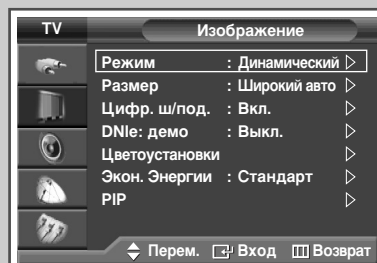 TV Изображение
Режим : Динамический
Размер : Широкий авто
Цифр. ш/под. : Вкл.
DNIe: демо : Выкл.
Цветоустановки
Экон. Энергии : Стандарт
PIP
Перем. Вход Возврат